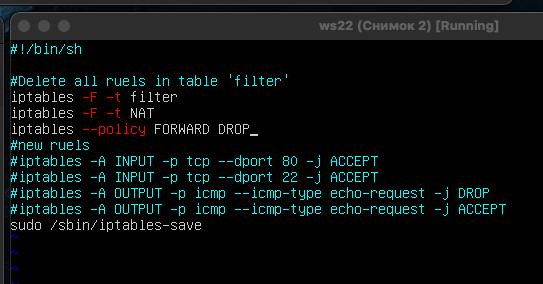 ws22 (Снимок 2) [Running]
#!/bin/sh
#Delete all ruels in table 'filter'
iptables -F -t filter
iptables -F -t NAT
iptables --policy FORWARD DROP_
#new ruels
#iptables -A INPUT -p tcp --dport 80 -j ACCEPT
#iptables -A INPUT -p tcp --dport 22 -j ACCEPT
#iptables -A OUTPUT -p icmp --icmp-type echo-request -j DROP
#iptables -A OUTPUT -p icmp --icmp-type echo-request -j ACCEPT
sudo /sbin/iptables-save
~
~
~